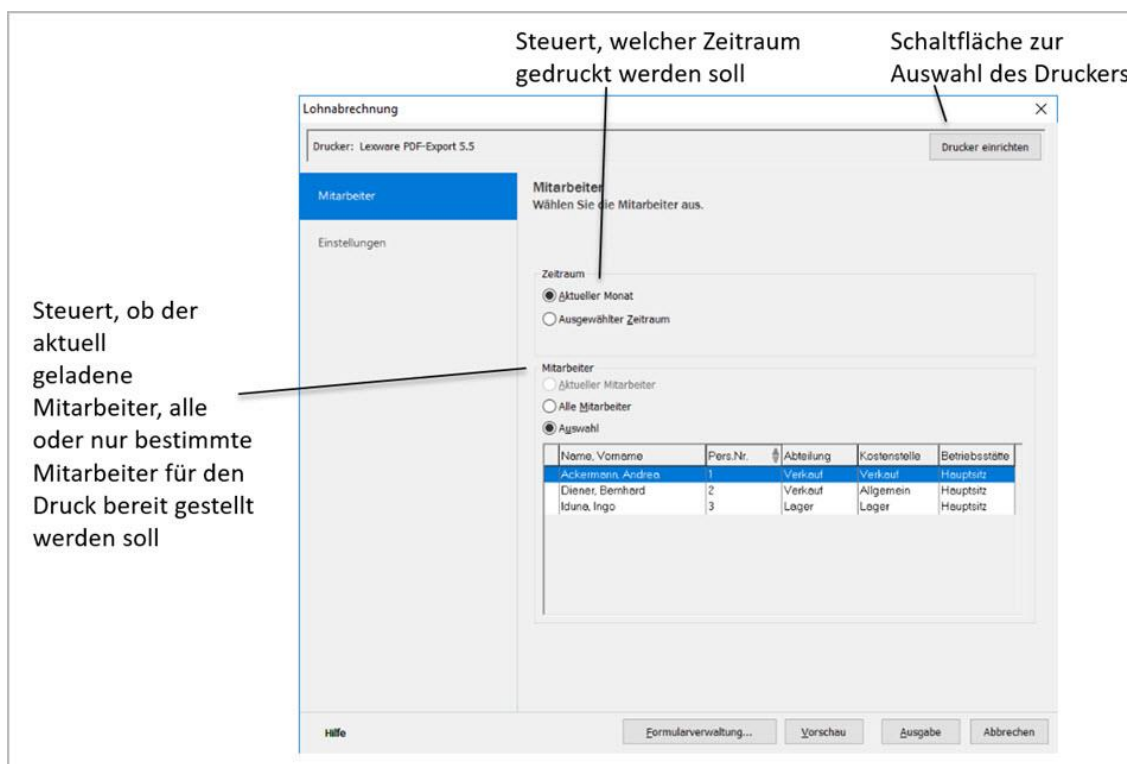 Steuert, welcher Zeitraum
gedruckt werden soll
Schaltfläche zur
Auswahl des Druckers
Lohnabrechnung
Drucker: Lexware PDF-Export 5.5
Drucker einrichten
Mitarbeiter
Einstellungen
Mitarbeiter
Wählen Sie die Mitarbeiter aus.
Zeitraum
Aktueller Monat
Ausgewählter Zeitraum
Steuert, ob der
aktuell
geladene
Mitarbeiter, alle
oder nur bestimmte
Mitarbeiter für den
Druck bereit gestellt
werden soll
Mitarbeiter
Aktueller Mitarbeiter
Alle Mitarbeiter
Auswahl
Name, Vorname Pers.Nr. Abteilung Kostenstelle Betriebsstätte
Ackermann, Andrea 1 Verkauf Verkauf Hauptsitz
Diener, Bernhard 2 Verkauf Allgemein Hauptsitz
Iduna, Ingo 3 Lager Lager Hauptsitz
Hilfe
Formularverwaltung...
Vorschau
Ausgabe
Abbrechen